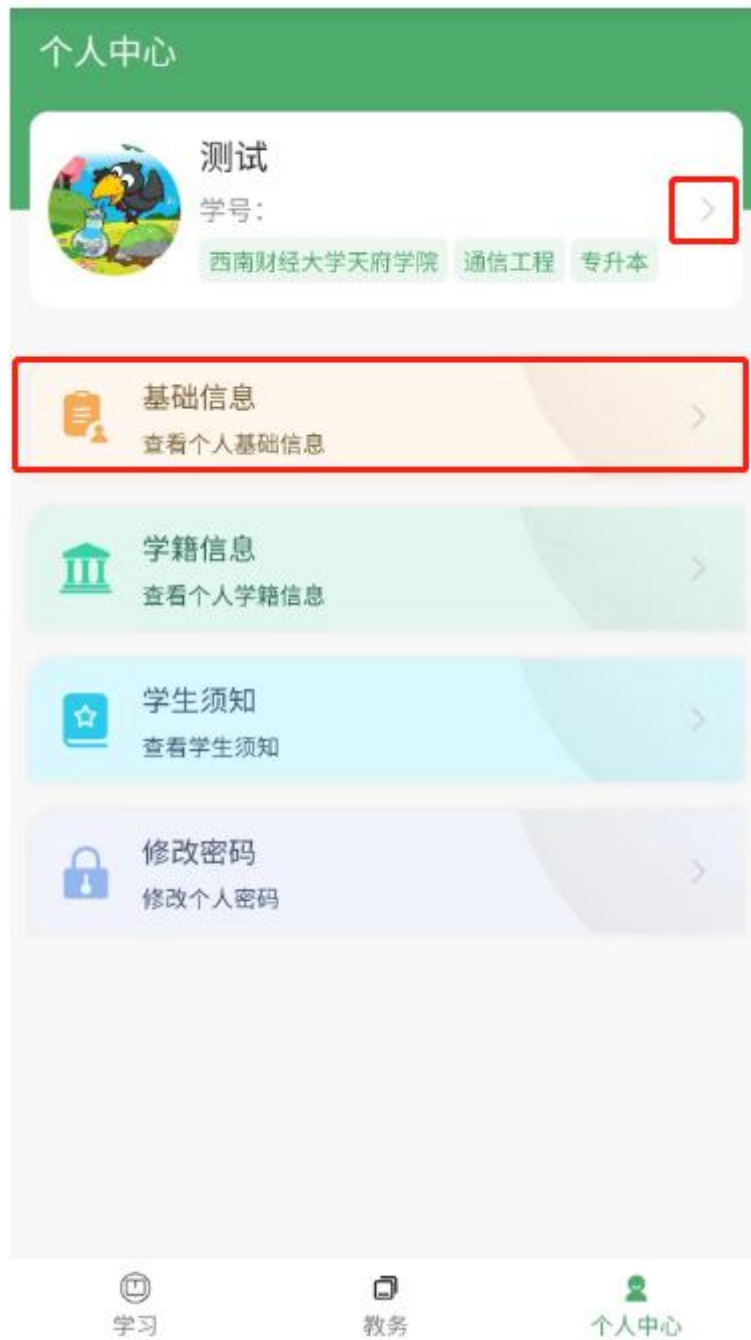 个人中心
测试
学号:
西南财经大学天府学院 通信工程 专升本
基础信息
查看个人基础信息
学籍信息
查看个人学籍信息
学生须知
查看学生须知
修改密码
修改个人密码
学习 教务 个人中心